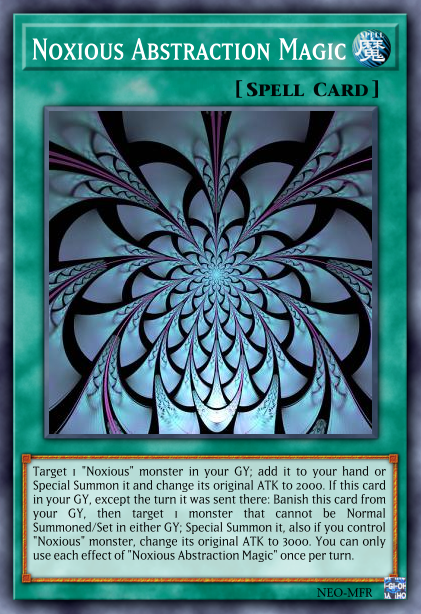 NOXIOUS ABSTRACTION MAGIC
SPELL
魔
[SPELL CARD]
Target 1 "Noxious" monster in your GY; add it to your hand or
Special Summon it and change its original ATK to 2000. If this card
in your GY, except the turn it was sent there: Banish this card from
your GY, then target 1 monster that cannot be Normal
Summoned/Set in either GY; Special Summon it, also if you control
"Noxious" monster, change its original ATK to 3000. You can only
use each effect of "Noxious Abstraction Magic" once per turn.
NEO-MFR